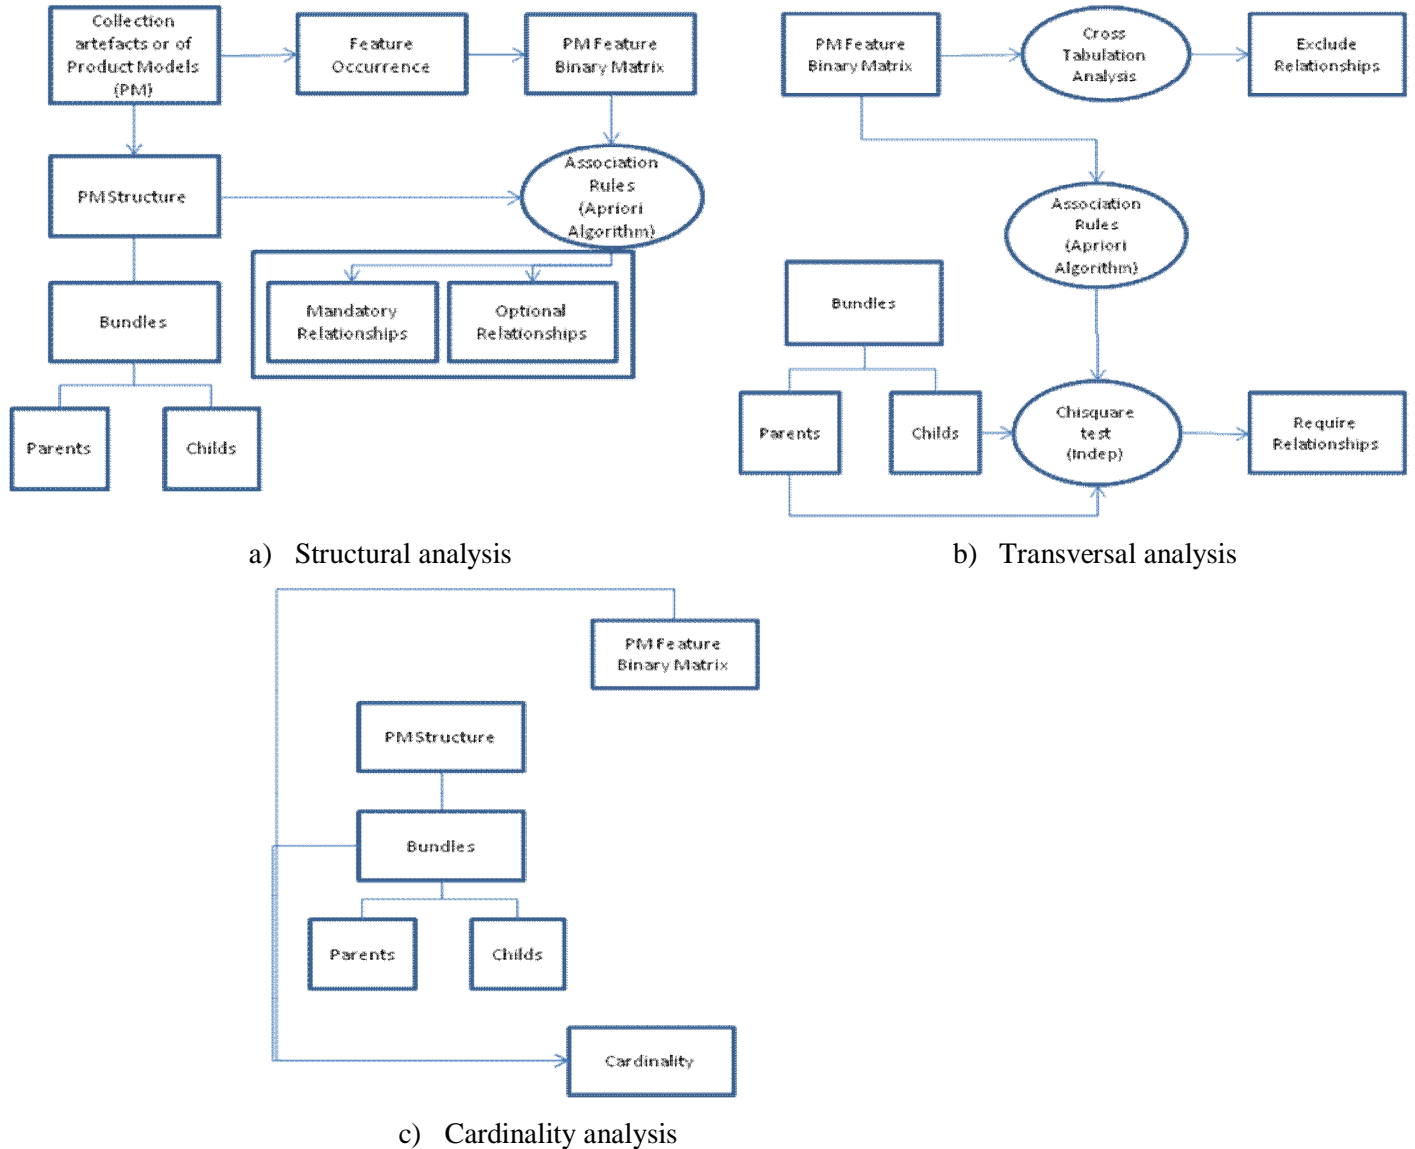 Collection
artefacts or of
Product Models
(PM)
Feature
Occurrence
PM Feature
Binary Matrix
PM Structure
Association
Rules
(Apriori
Algorithm)
Bundles
Mandatory
Relationships
Optional
Relationships
Parents
Childs
a) Structural analysis
PM Feature
Binary Matrix
Cross
Tabulation
Analysis
Exclude
Relationships
Association
Rules
(Apriori
Algorithm)
Bundles
Parents
Childs
Chisquare
test
(Indep)
Require
Relationships
b) Transversal analysis
PM Feature
Binary Matrix
PM Structure
Bundles
Parents
Childs
Cardinality
c) Cardinality analysis